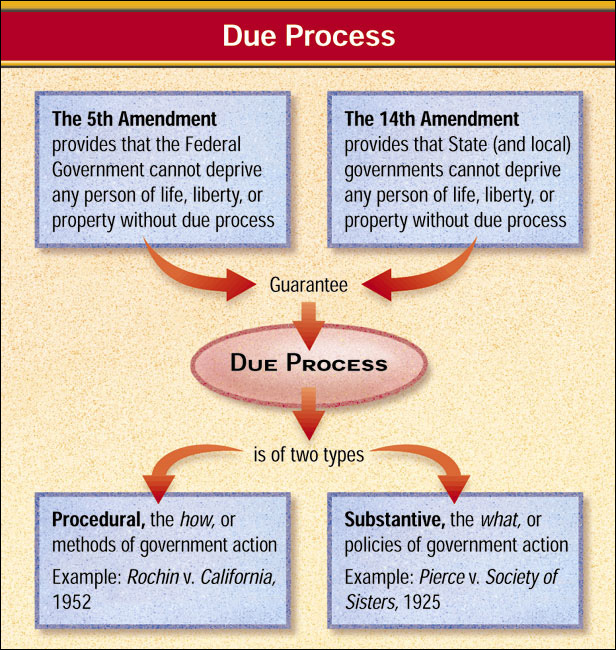 Due Process
The 5th Amendment
provides that the Federal
Government cannot deprive
any person of life, liberty, or
property without due process
The 14th Amendment
provides that State (and local)
governments cannot deprive
any person of life, liberty, or
property without due process
Guarantee
DUE PROCESS
is of two types
Procedural, the how, or
methods of government action
Example: Rochin v. California,
1952
Substantive, the what, or
policies of government action
Example: Pierce v. Society of
Sisters, 1925